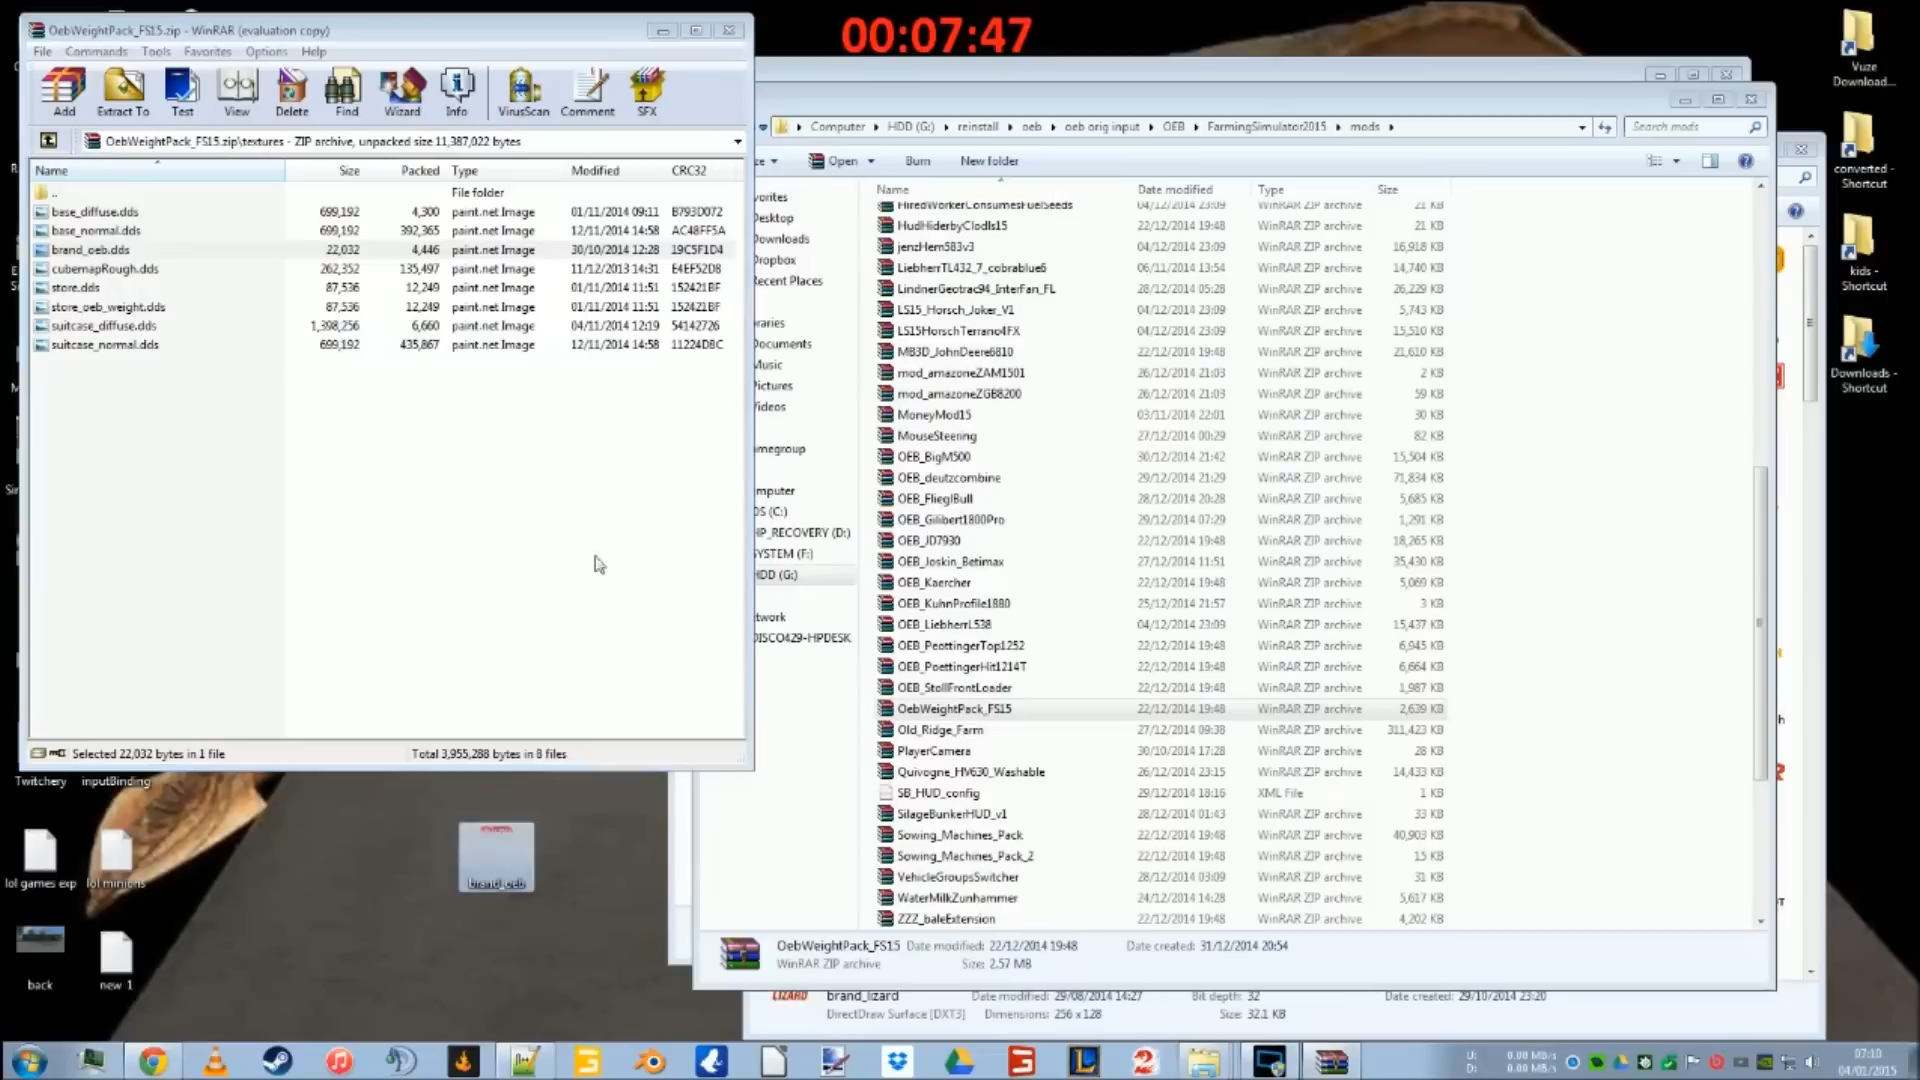 OebWeightPack_FS15.zip - WinRAR (evaluation copy)
File Commands Tools Favorites Options Help
Add Extract To Test View Delete Find Wizard Info VirusScan Comment SFX
OebWeightPack_FS15.zip\textures - ZIP archive, unpacked size 11,387,022 bytes
Name Size Packed Type Modified CRC32
.. File folder
base_diffuse.dds 699,192 4,300 paint.net Image 01/11/2014 09:11 B793D072
base_normal.dds 699,192 392,365 paint.net Image 12/11/2014 14:58 AC48FF5A
brand_oeb.dds 22,032 4,446 paint.net Image 30/10/2014 12:28 19C5F1D4
cubemapRough.dds 262,352 135,497 paint.net Image 11/12/2013 14:31 E4EF52D8
store.dds 87,536 12,249 paint.net Image 01/11/2014 11:51 152421BF
store_oeb_weight.dds 87,536 12,249 paint.net Image 01/11/2014 11:51 152421BF
suitcase_diffuse.dds 1,398,256 6,660 paint.net Image 04/11/2014 12:19 54142726
suitcase_normal.dds 699,192 435,867 paint.net Image 12/11/2014 14:58 11224D8C
Selected 22,032 bytes in 1 file Total 3,955,288 bytes in 8 files
00:07:47
Computer HDD (G:) reinstall oeb oeb orig input OEB FarmingSimulator2015 mods
Search mods
Open Burn New folder
Name Date modified Type Size
HiredWorkerConsumesFuelSeeds 04/12/2014 23:09 WinRAR ZIP archive 21 KB
HudHiderbyClodls15 22/12/2014 19:48 WinRAR ZIP archive 21 KB
jenzHem583v3 04/12/2014 23:09 WinRAR ZIP archive 16,918 KB
LiebherrTL432_7_cobrablue6 06/11/2014 13:54 WinRAR ZIP archive 14,740 KB
LindnerGeotrac94_InterFan_FL 28/12/2014 05:28 WinRAR ZIP archive 26,229 KB
LS15_Horsch_Joker_V1 04/12/2014 23:09 WinRAR ZIP archive 5,743 KB
LS15HorschTerrano4FX 04/12/2014 23:09 WinRAR ZIP archive 15,510 KB
MB3D_JohnDeere6810 22/12/2014 19:48 WinRAR ZIP archive 21,610 KB
mod_amazoneZAM1501 26/12/2014 21:03 WinRAR ZIP archive 2 KB
mod_amazoneZGB8200 26/12/2014 21:03 WinRAR ZIP archive 59 KB
MoneyMod15 03/11/2014 22:01 WinRAR ZIP archive 30 KB
MouseSteering 27/12/2014 00:29 WinRAR ZIP archive 82 KB
OEB_BigM500 30/12/2014 21:42 WinRAR ZIP archive 15,504 KB
OEB_deutzcombine 29/12/2014 21:29 WinRAR ZIP archive 71,834 KB
OEB_FlieglBull 28/12/2014 20:28 WinRAR ZIP archive 5,685 KB
OEB_Gilibert1800Pro 29/12/2014 07:29 WinRAR ZIP archive 1,291 KB
OEB_JD7930 22/12/2014 19:48 WinRAR ZIP archive 18,265 KB
OEB_Joskin_Betimax 27/12/2014 11:51 WinRAR ZIP archive 35,430 KB
OEB_Kaercher 22/12/2014 19:48 WinRAR ZIP archive 5,069 KB
OEB_KuhnProfile1880 25/12/2014 21:57 WinRAR ZIP archive 3 KB
OEB_LiebherrL538 04/12/2014 23:09 WinRAR ZIP archive 15,437 KB
OEB_PeottingerTop1252 22/12/2014 19:48 WinRAR ZIP archive 6,945 KB
OEB_PoettingerHit1214T 22/12/2014 19:48 WinRAR ZIP archive 6,664 KB
OEB_StollFrontLoader 22/12/2014 19:48 WinRAR ZIP archive 1,987 KB
OebWeightPack_FS15 22/12/2014 19:48 WinRAR ZIP archive 2,639 KB
Old_Ridge_Farm 27/12/2014 09:38 WinRAR ZIP archive 311,423 KB
PlayerCamera 30/10/2014 17:28 WinRAR ZIP archive 28 KB
Quivogne_HV630_Washable 26/12/2014 23:15 WinRAR ZIP archive 14,433 KB
SB_HUD_config 29/12/2014 18:16 XML File 1 KB
SilageBunkerHUD_v1 28/12/2014 01:43 WinRAR ZIP archive 33 KB
Sowing_Machines_Pack 22/12/2014 19:48 WinRAR ZIP archive 40,903 KB
Sowing_Machines_Pack_2 22/12/2014 19:48 WinRAR ZIP archive 15 KB
VehicleGroupsSwitcher 28/12/2014 03:09 WinRAR ZIP archive 31 KB
WaterMilkZunhammer 24/12/2014 14:28 WinRAR ZIP archive 5,617 KB
ZZZ_baleExtension 22/12/2014 19:48 WinRAR ZIP archive 4,202 KB
OebWeightPack_FS15 Date modified: 22/12/2014 19:48 Date created: 31/12/2014 20:54
WinRAR ZIP archive Size: 2.57 MB
LIZARD brand_lizard Date modified: 29/08/2014 14:27 Bit depth: 32 Date created: 29/10/2014 23:20
DirectDraw Surface [DXT3] Dimensions: 256 x 128 Size: 32.1 KB
vorites
Desktop
Downloads
Dropbox
Recent Places
raries
Documents
Music
Pictures
Videos
megroup
mputer
OS (C:)
HP_RECOVERY (D:)
SYSTEM (F:)
HDD (G:)
twork
DISCO429-HPDESK
Vuze Download...
converted - Shortcut
kids - Shortcut
Downloads - Shortcut
Twitchery inputBinding
lol games exp lol minions
back new 1
brand_oeb
U: 0.00 MB/s
D: 0.00 MB/s
07:10
04/01/2015